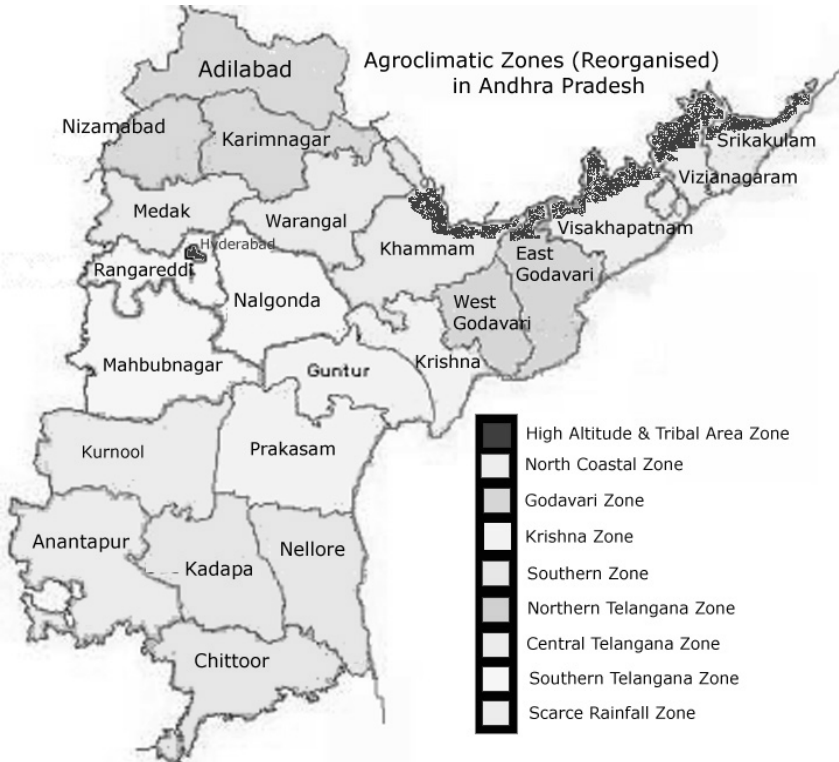 Agroclimatic Zones (Reorganised)
in Andhra Pradesh
Adilabad
Nizamabad
Karimnagar
Medak
Warangal
Hyderabad
Rangareddi
Khammam
Nalgonda
Srikakulam
Vizianagaram
Visakhapatnam
East
Godavari
West
Godavari
Mahbubnagar
Guntur
Krishna
Kurnool
Prakasam
Anantapur
Kadapa
Nellore
Chittoor
High Altitude & Tribal Area Zone
North Coastal Zone
Godavari Zone
Krishna Zone
Southern Zone
Northern Telangana Zone
Central Telangana Zone
Southern Telangana Zone
Scarce Rainfall Zone